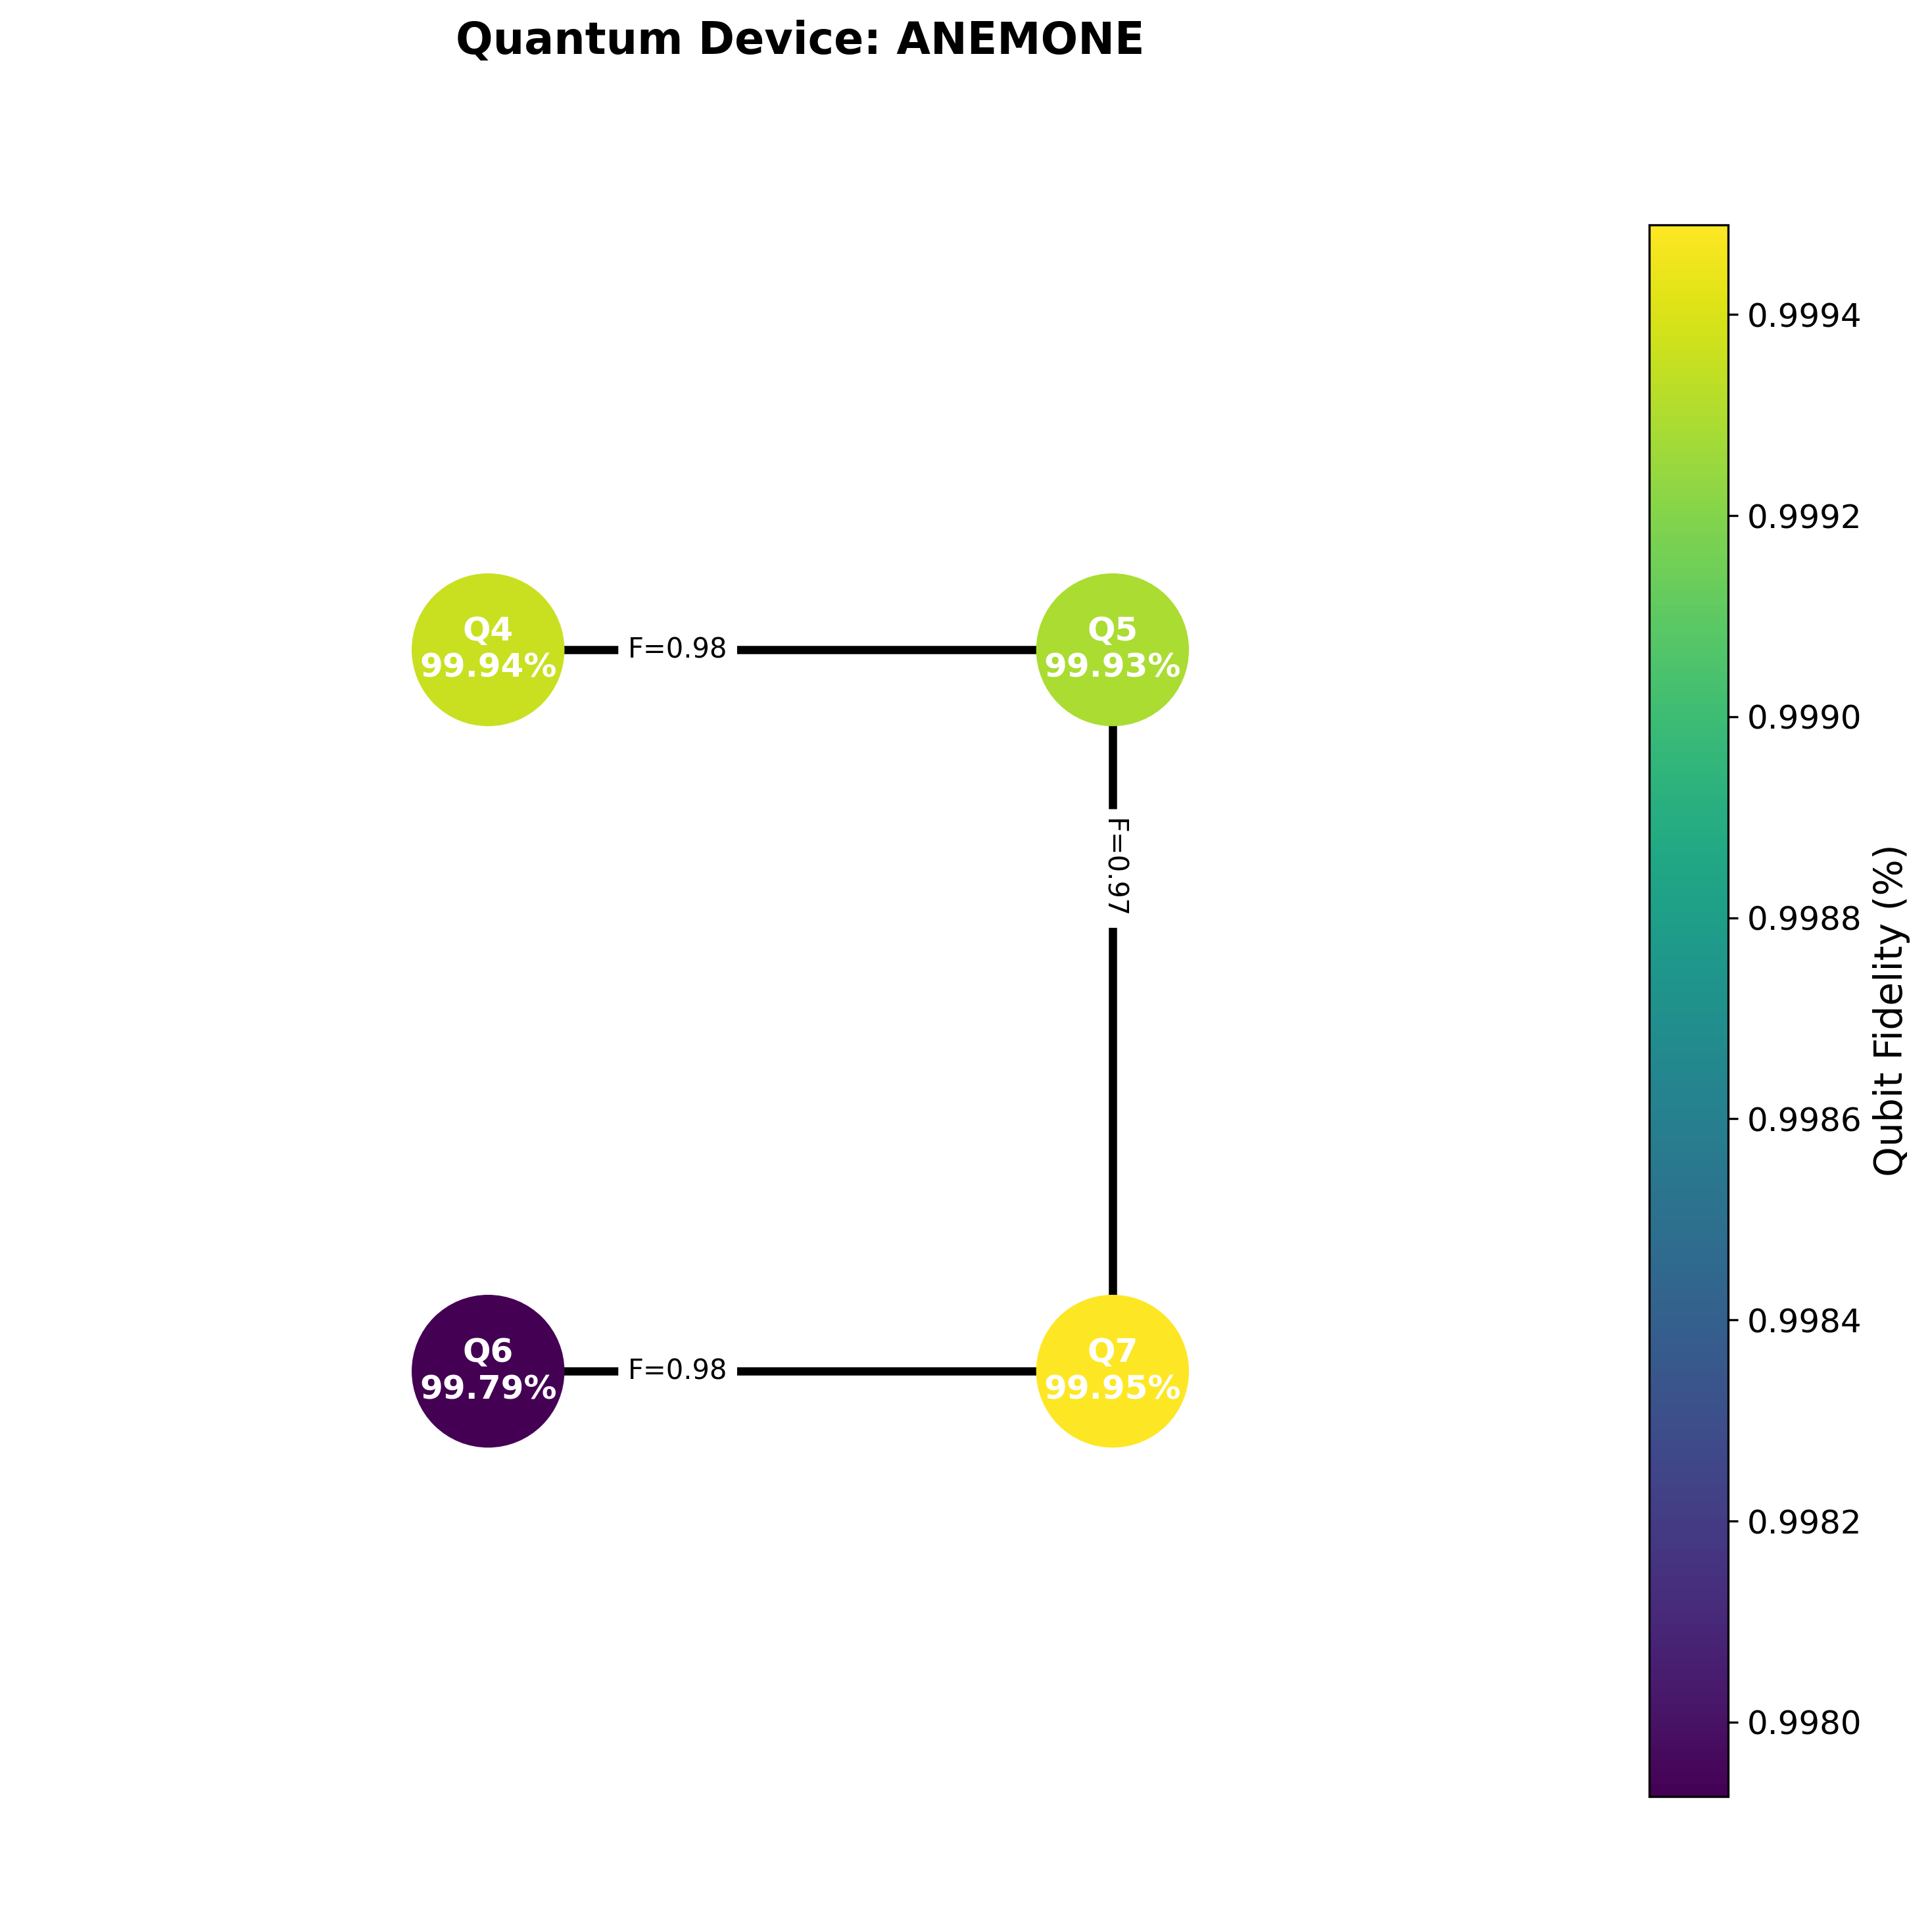 Quantum Device: ANEMONE
Q4
99.94%
F=0.98
Q5
99.93%
F=0.97
Q6
99.79%
F=0.98
Q7
99.95%
0.9994
0.9992
0.9990
0.9988
0.9986
0.9984
0.9982
0.9980
Qubit Fidelity (%)